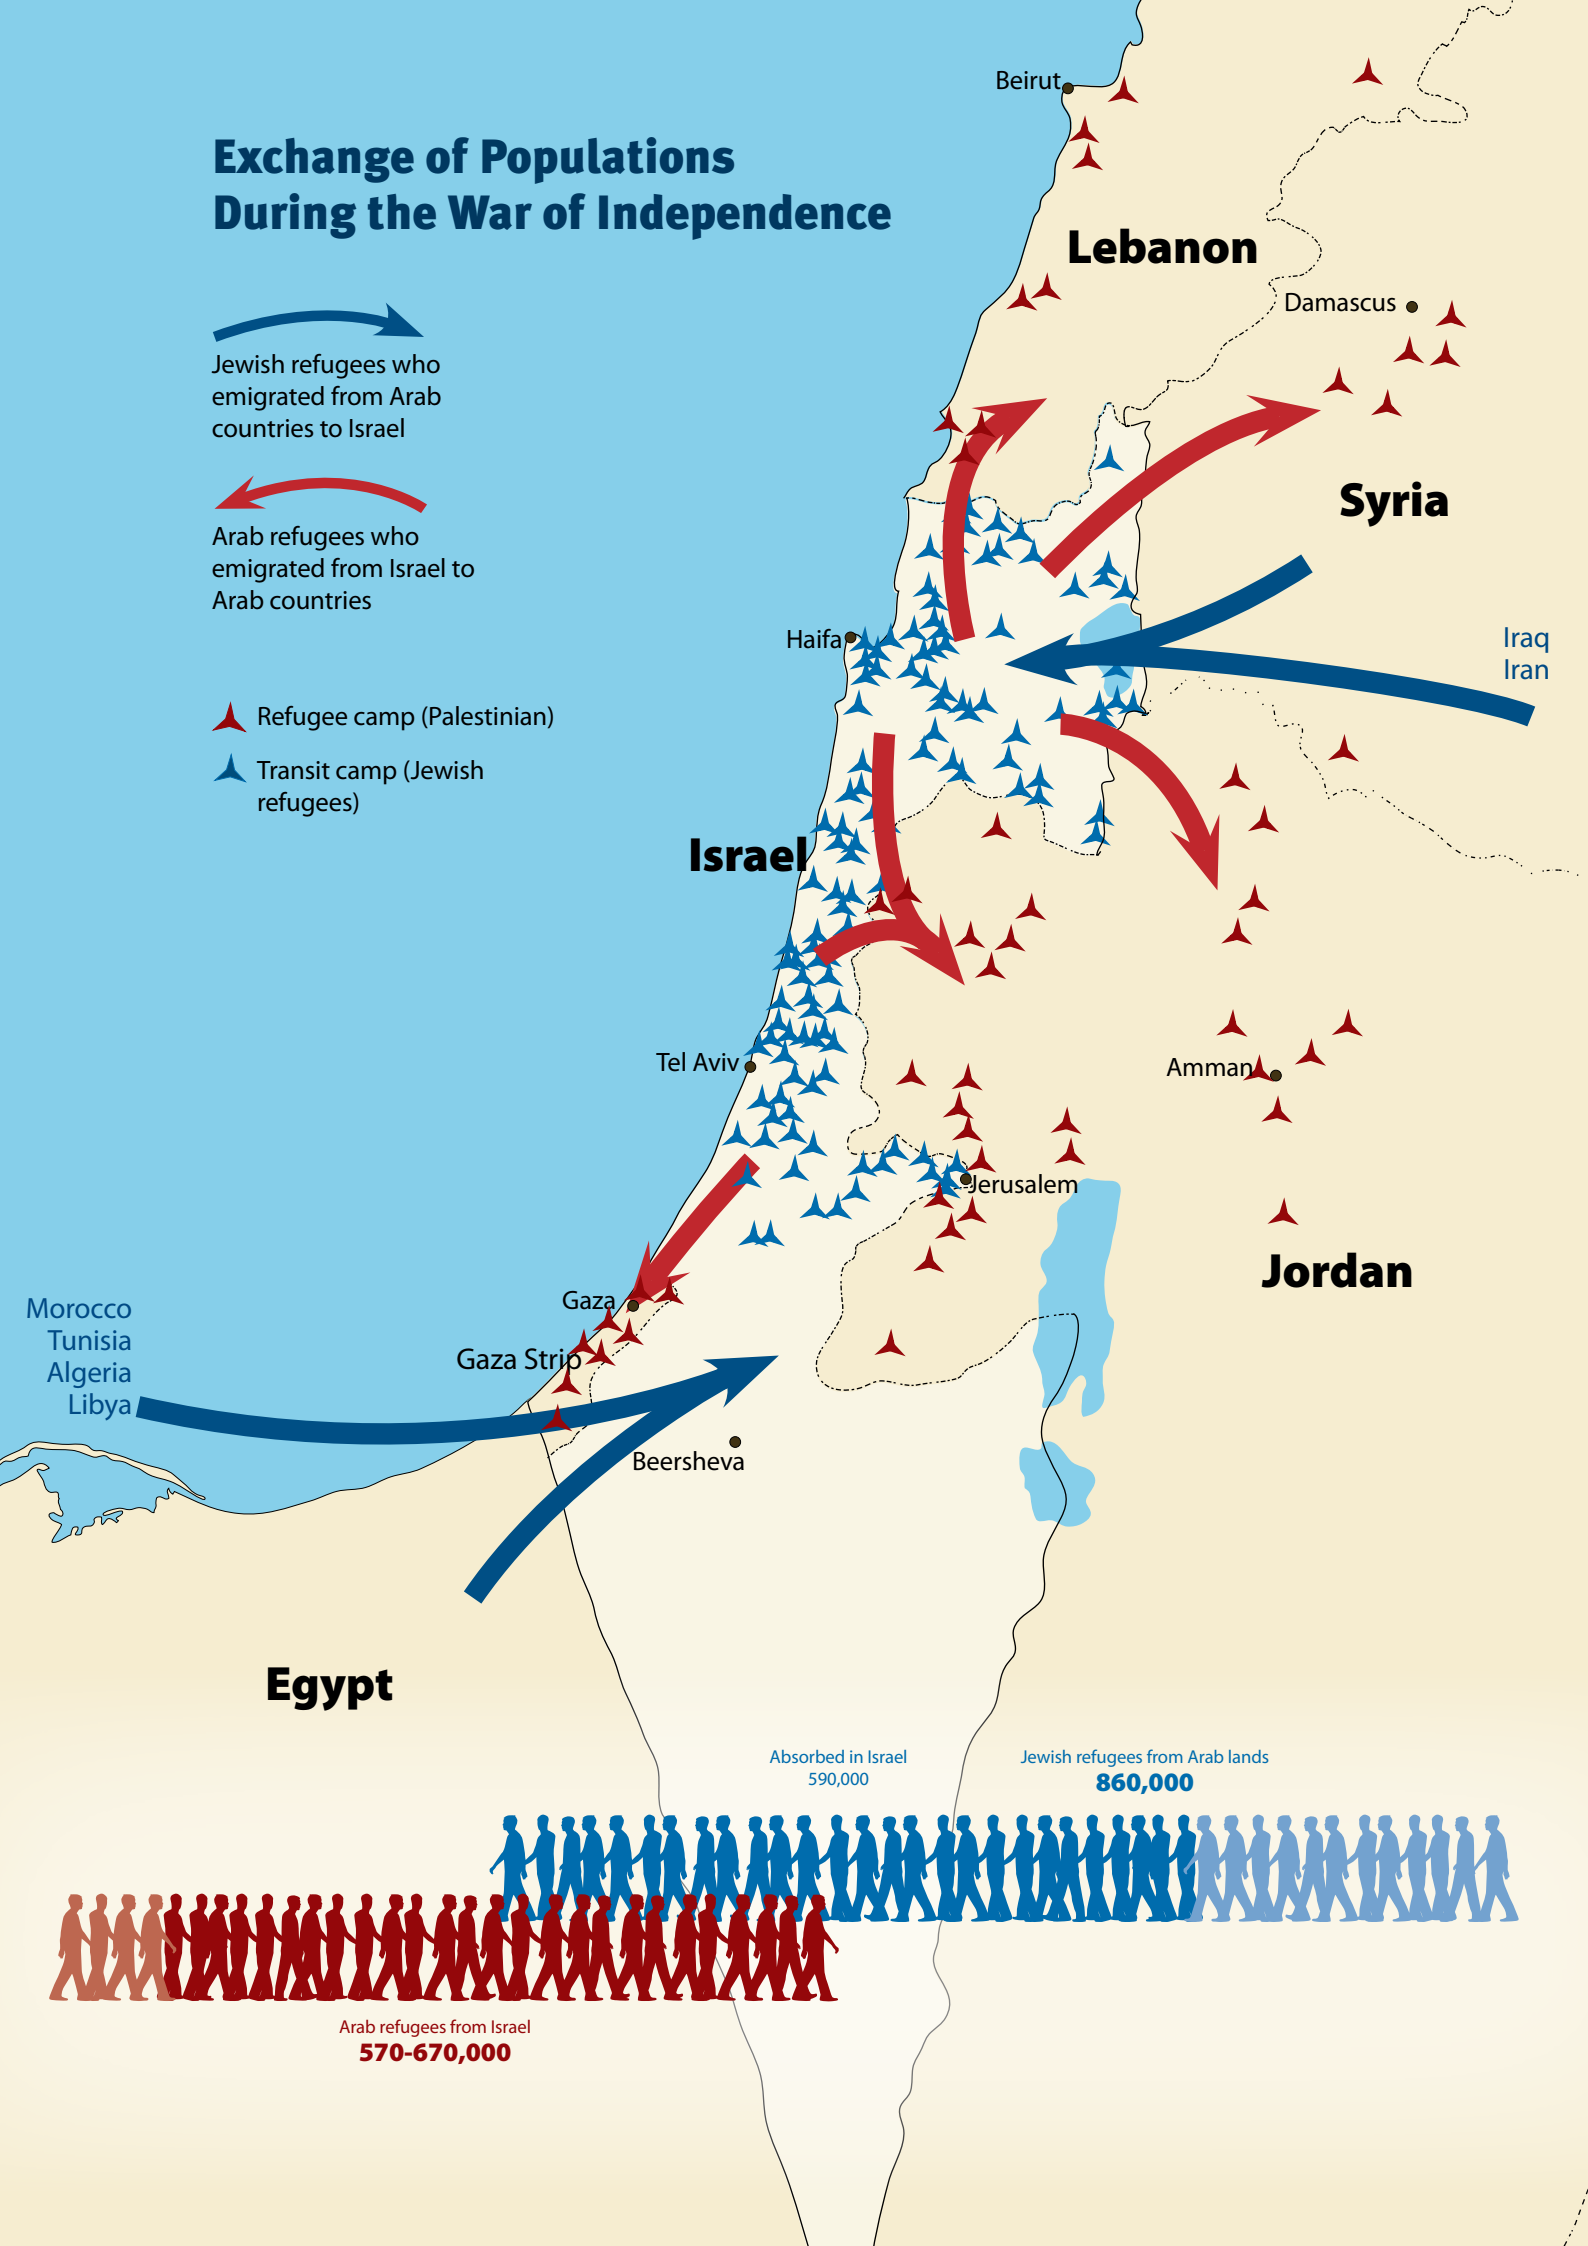 Exchange of Populations
During the War of Independence
Jewish refugees who
emigrated from Arab
countries to Israel
Arab refugees who
emigrated from Israel to
Arab countries
Refugee camp (Palestinian)
Transit camp (Jewish
refugees)
Beirut
Lebanon
Damascus
Syria
Haifa
Iraq
Iran
Israel
Tel Aviv
Amman
Jerusalem
Jordan
Gaza
Gaza Strip
Morocco
Tunisia
Algeria
Libya
Beersheva
Egypt
Absorbed in Israel
590,000
Jewish refugees from Arab lands
860,000
Arab refugees from Israel
570-670,000